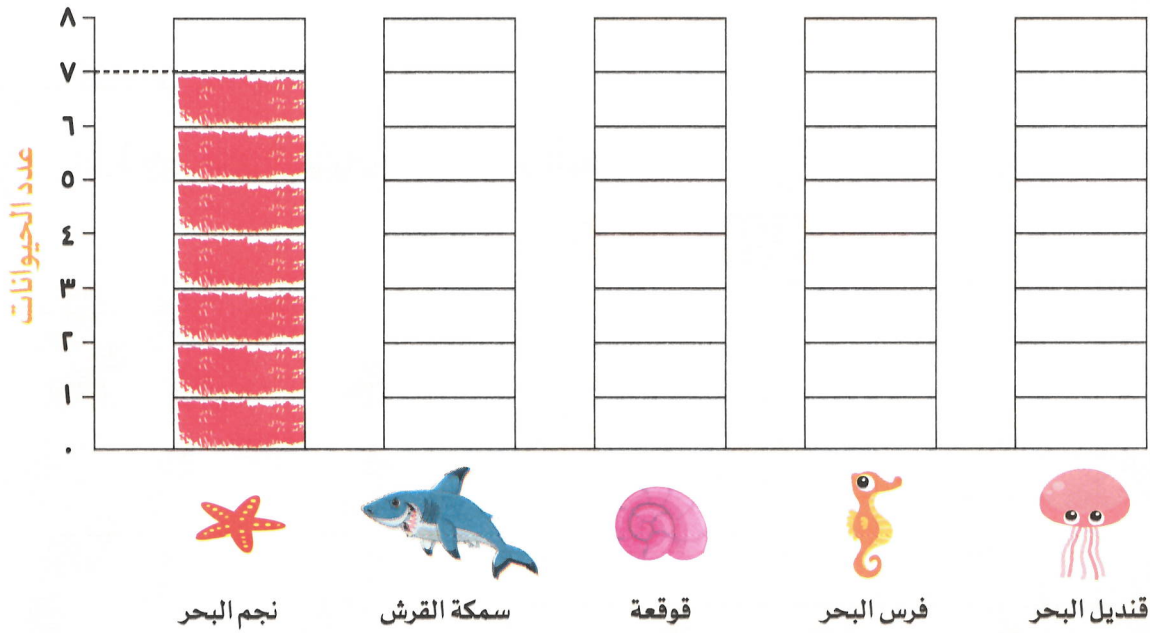 ٨
٧
٦
٥
٤
٣
٢
١
٠
عدد الحيوانات
نجم البحر
سمكة القرش
قوقعة
فرس البحر
قنديل البحر